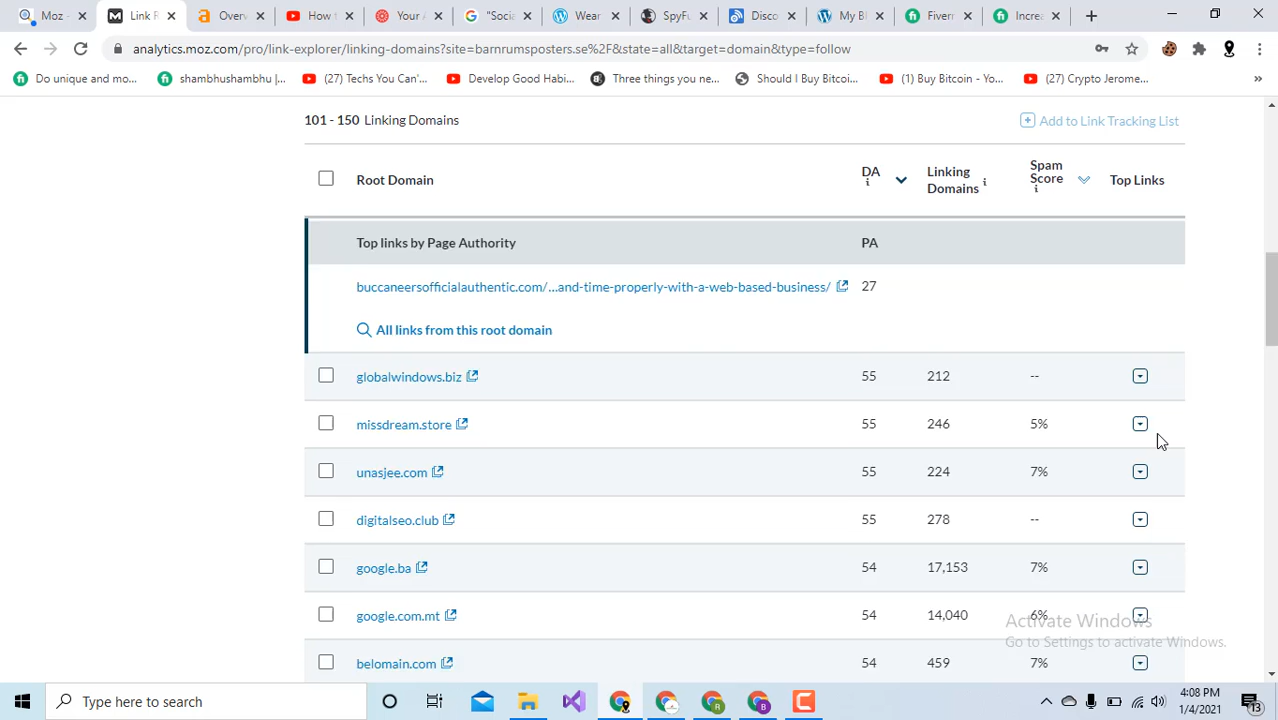 Moz
Link R
Overv
How t
Your A
"Socia
Wear
SpyFu
Disco
My Bl
Fiverr
Increa
analytics.moz.com/pro/link-explorer/linking-domains?site=barnrumsposters.se%2F&state=all&target=domain&type=follow
Do unique and mo...
shambhushambhu |...
(27) Techs You Can'...
Develop Good Habi...
Three things you ne...
Should I Buy Bitcoi...
(1) Buy Bitcoin - Yo...
(27) Crypto Jerome...
101 - 150 Linking Domains
Add to Link Tracking List
Root Domain
DA
Linking Domains
Spam Score
Top Links
Top links by Page Authority PA
buccaneersofficialauthentic.com/...and-time-properly-with-a-web-based-business/ 27
All links from this root domain
globalwindows.biz 55 212 --
missdream.store 55 246 5%
unasjee.com 55 224 7%
digitalseo.club 55 278 --
google.ba 54 17,153 7%
google.com.mt 54 14,040 6%
belomain.com 54 459 7%
Activate Windows
Go to Settings to activate Windows.
Type here to search
4:08 PM
1/4/2021
13